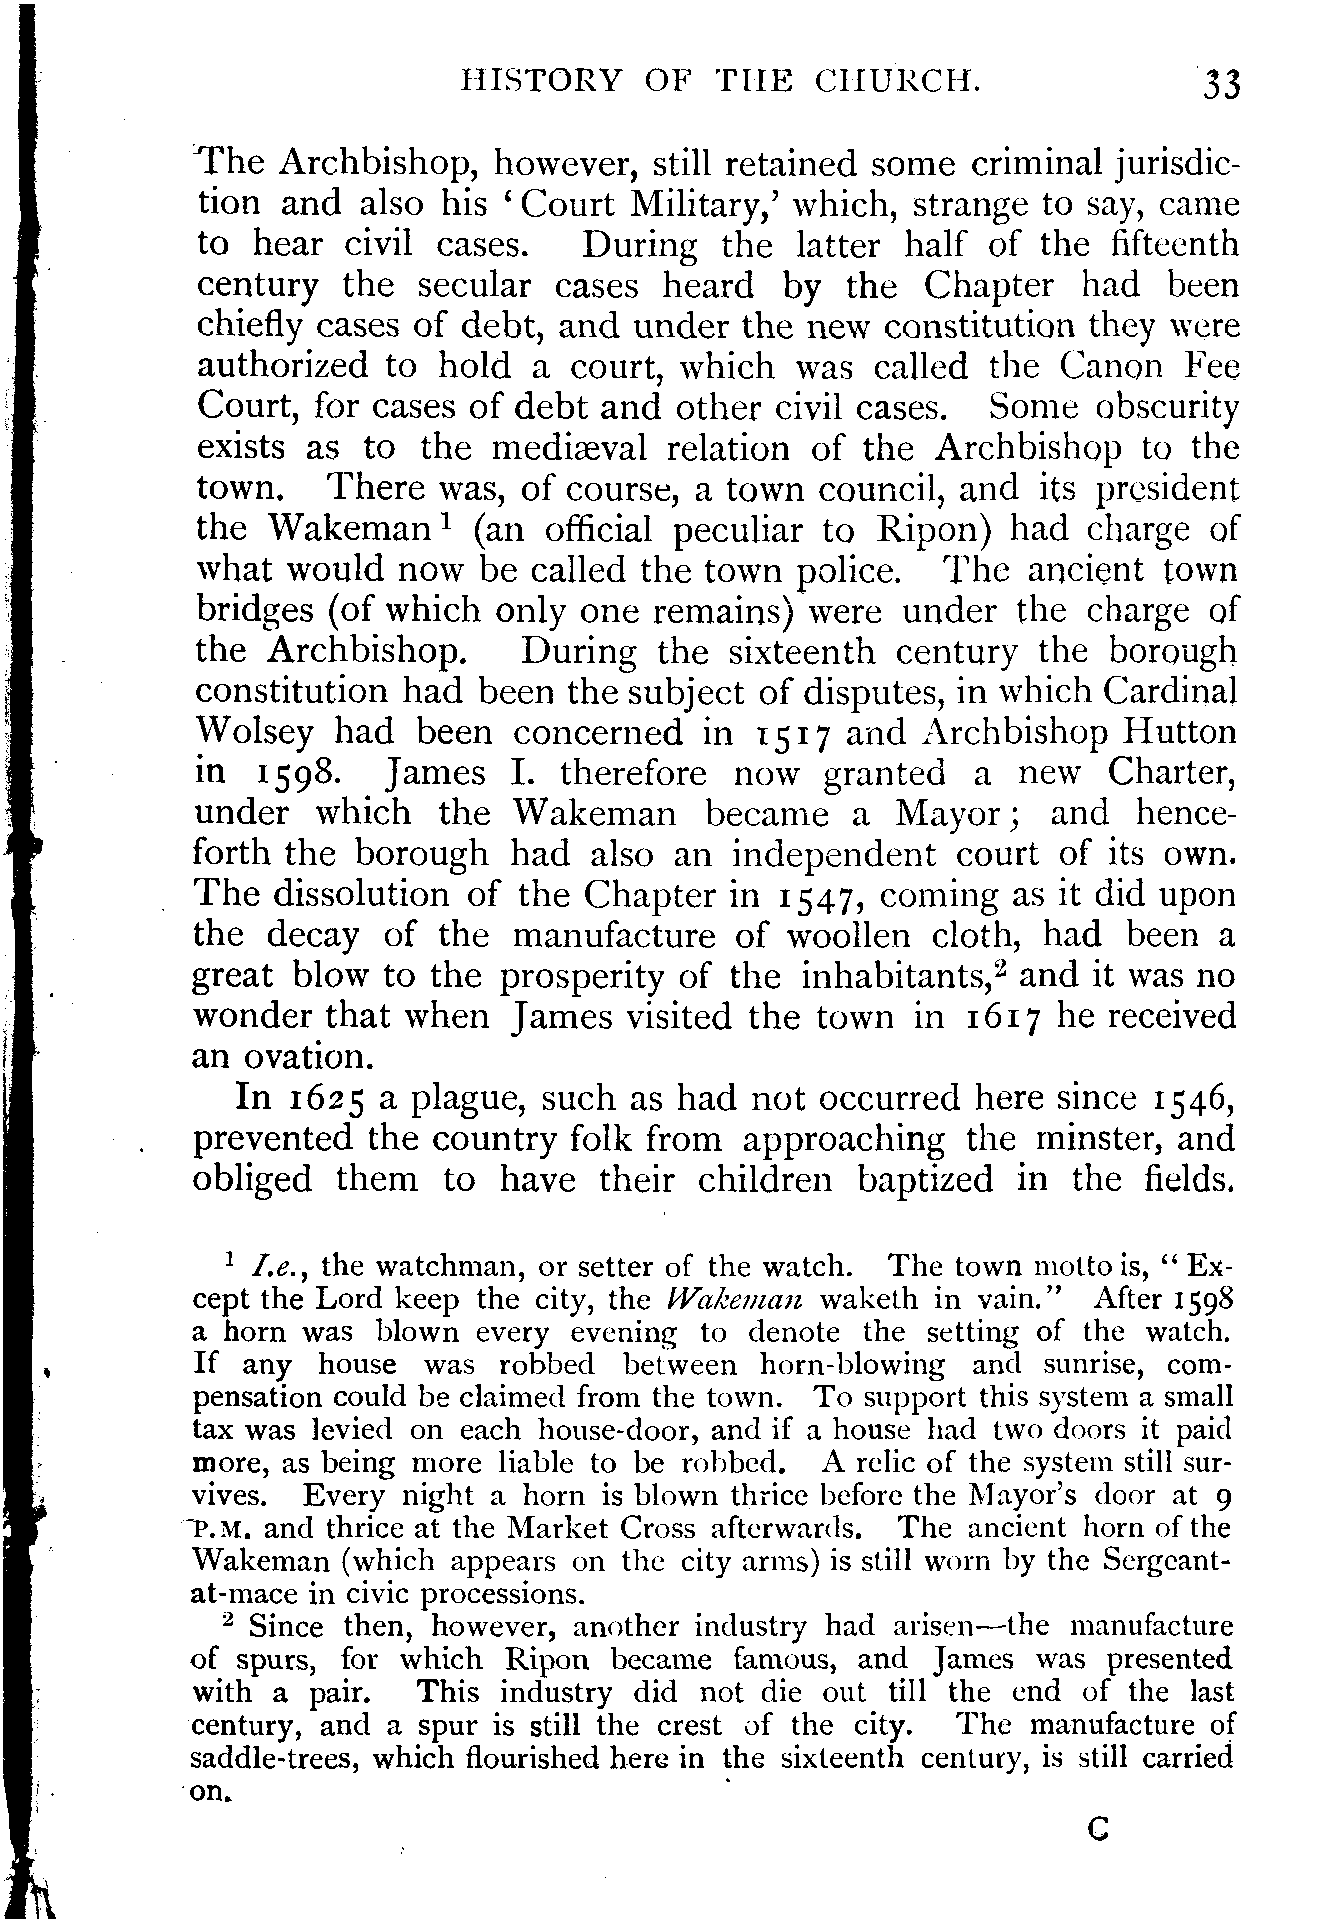 HISTORY OF THE CHURCH. 33
The Archbishop, however, still retained some criminal jurisdic-
tion and also his ‘Court Military,’ which, strange to say, came
to hear civil cases. During the latter half of the fifteenth
century the secular cases heard by the Chapter had been
chiefly cases of debt, and under the new constitution they were
authorized to hold a court, which was called the Canon Fee
Court, for cases of debt and other civil cases. Some obscurity
exists as to the mediæval relation of the Archbishop to the
town. There was, of course, a town council, and its president
the Wakeman¹ (an official peculiar to Ripon) had charge of
what would now be called the town police. The ancient town
bridges (of which only one remains) were under the charge of
the Archbishop. During the sixteenth century the borough
constitution had been the subject of disputes, in which Cardinal
Wolsey had been concerned in 1517 and Archbishop Hutton
in 1598. James I. therefore now granted a new Charter,
under which the Wakeman became a Mayor; and hence-
forth the borough had also an independent court of its own.
The dissolution of the Chapter in 1547, coming as it did upon
the decay of the manufacture of woollen cloth, had been a
great blow to the prosperity of the inhabitants,² and it was no
wonder that when James visited the town in 1617 he received
an ovation.
In 1625 a plague, such as had not occurred here since 1546,
prevented the country folk from approaching the minster, and
obliged them to have their children baptized in the fields.
¹ I.e., the watchman, or setter of the watch. The town motto is, “Ex-
cept the Lord keep the city, the Wakeman waketh in vain.” After 1598
a horn was blown every evening to denote the setting of the watch.
If any house was robbed between horn-blowing and sunrise, com-
pensation could be claimed from the town. To support this system a small
tax was levied on each house-door, and if a house had two doors it paid
more, as being more liable to be robbed. A relic of the system still sur-
vives. Every night a horn is blown thrice before the Mayor’s door at 9
P.M. and thrice at the Market Cross afterwards. The ancient horn of the
Wakeman (which appears on the city arms) is still worn by the Sergeant-
at-mace in civic processions.
² Since then, however, another industry had arisen—the manufacture
of spurs, for which Ripon became famous, and James was presented
with a pair. This industry did not die out till the end of the last
century, and a spur is still the crest of the city. The manufacture of
saddle-trees, which flourished here in the sixteenth century, is still carried
on.
C